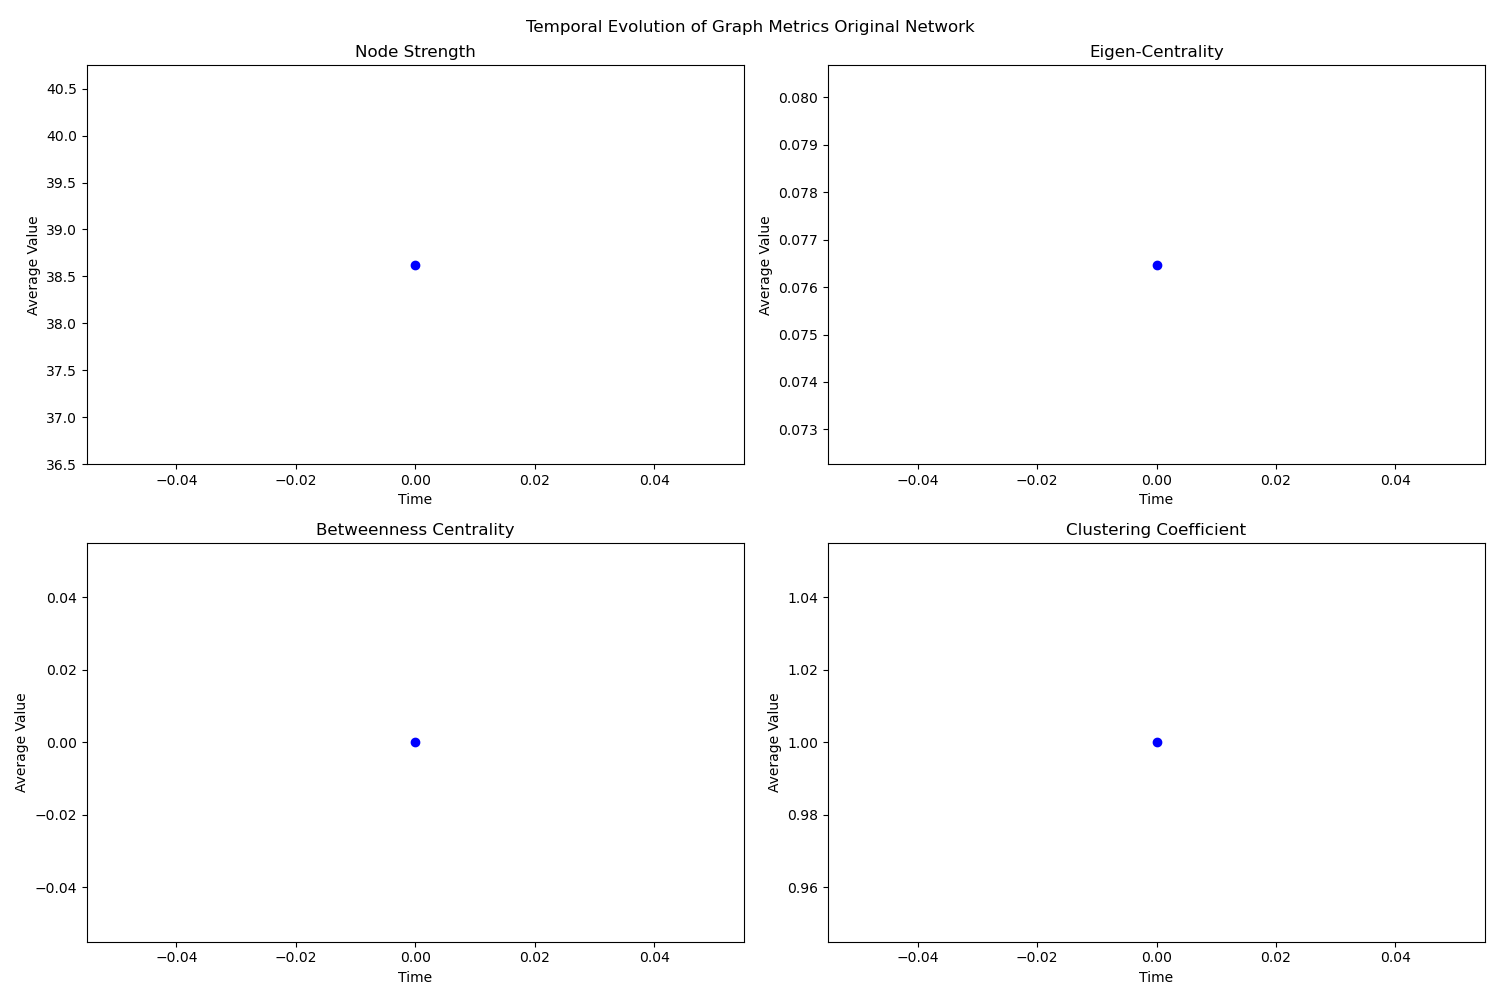 Temporal Evolution of Graph Metrics Original Network
Node Strength
40.5
40.0
39.5
39.0
38.5
38.0
37.5
37.0
36.5
Average Value
−0.04 −0.02 0.00 0.02 0.04
Time
Eigen-Centrality
0.080
0.079
0.078
0.077
0.076
0.075
0.074
0.073
Average Value
−0.04 −0.02 0.00 0.02 0.04
Time
Betweenness Centrality
0.04
0.02
0.00
−0.02
−0.04
Average Value
−0.04 −0.02 0.00 0.02 0.04
Time
Clustering Coefficient
1.04
1.02
1.00
0.98
0.96
Average Value
−0.04 −0.02 0.00 0.02 0.04
Time